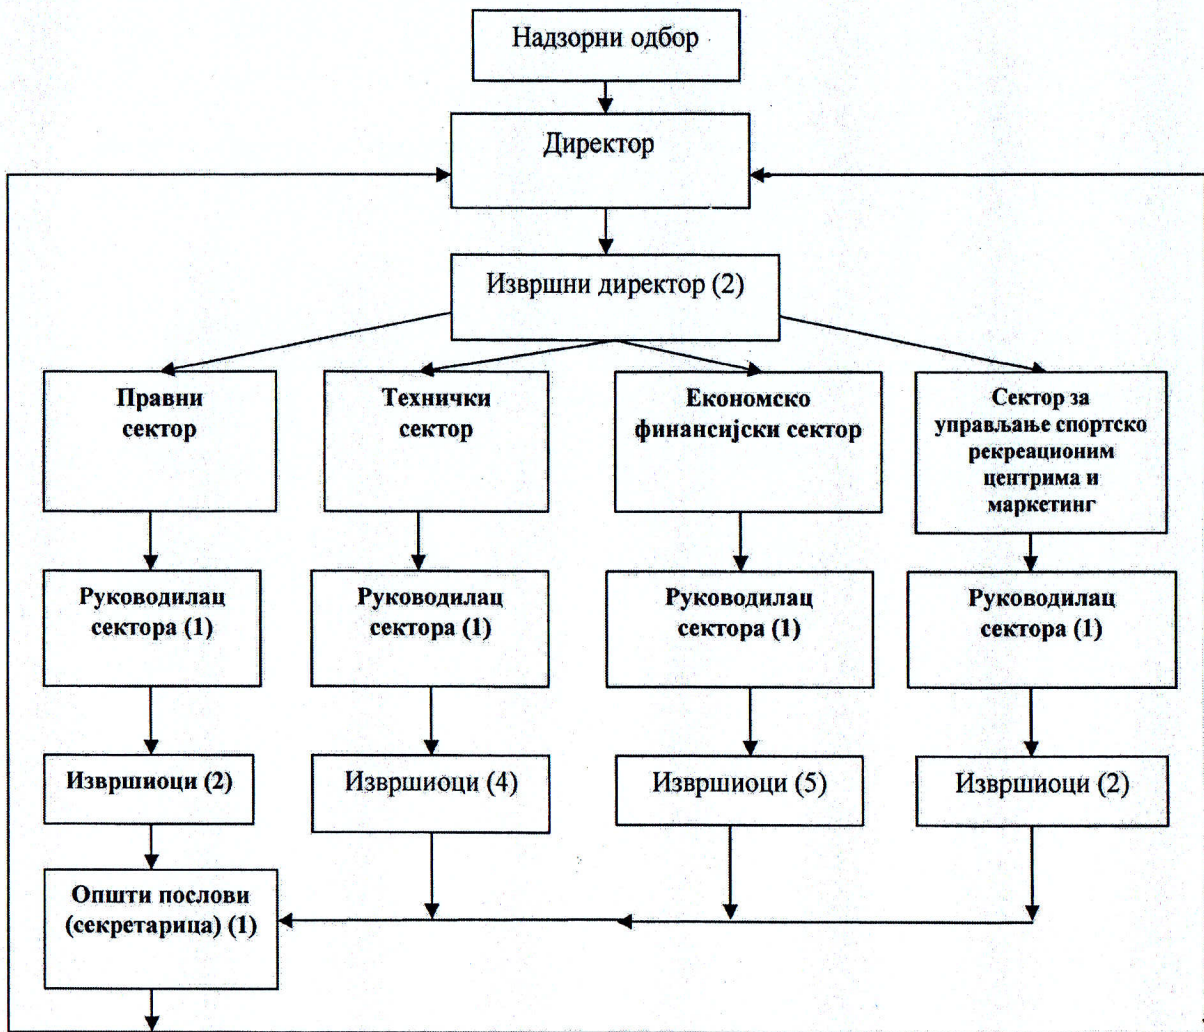 Надзорни одбор
Директор
Извршни директор (2)
Правни
сектор
Технички
сектор
Економско
финансијски сектор
Сектор за
управљање спортско
рекреационим
центрима и
маркетинг
Руководилац
сектора (1)
Руководилац
сектора (1)
Руководилац
сектора (1)
Руководилац
сектора (1)
Извршиоци (2)
Извршиоци (4)
Извршиоци (5)
Извршиоци (2)
Општи послови
(секретарица) (1)